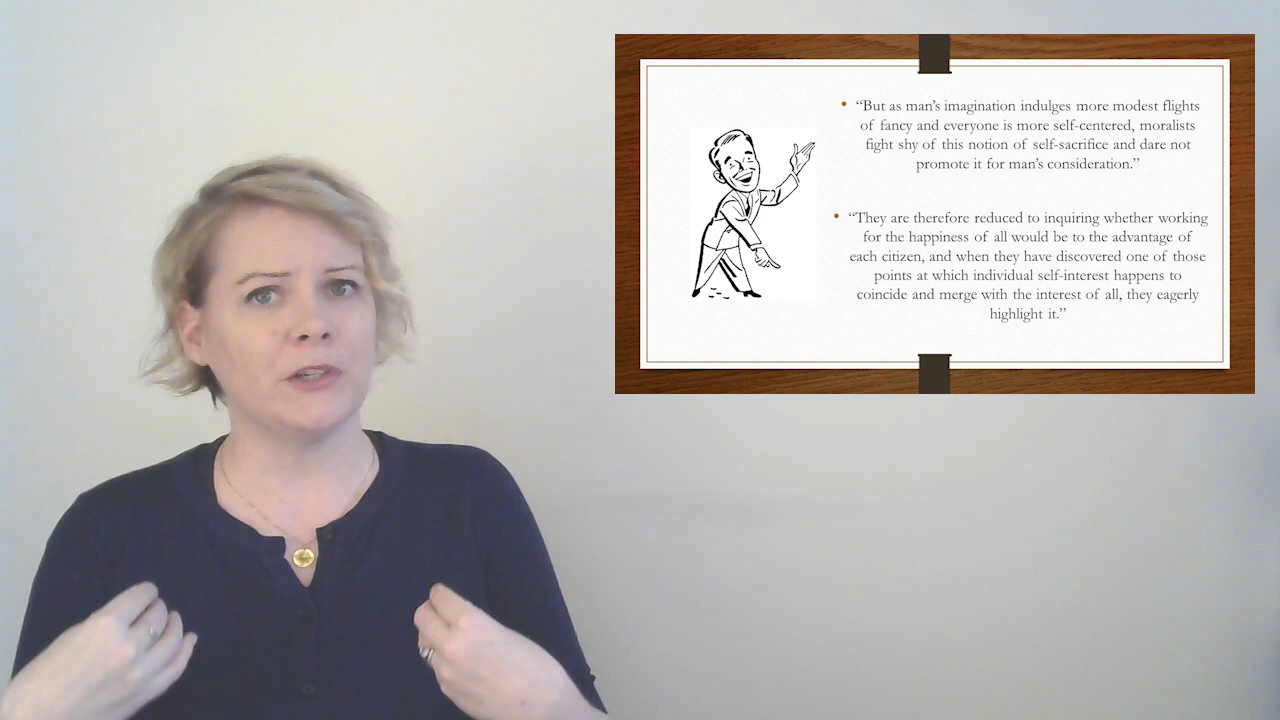 • “But as man’s imagination indulges more modest flights
of fancy and everyone is more self-centered, moralists
fight shy of this notion of self-sacrifice and dare not
promote it for man’s consideration.”
• “They are therefore reduced to inquiring whether working
for the happiness of all would be to the advantage of
each citizen, and when they have discovered one of those
points at which individual self-interest happens to
coincide and merge with the interest of all, they eagerly
highlight it.”